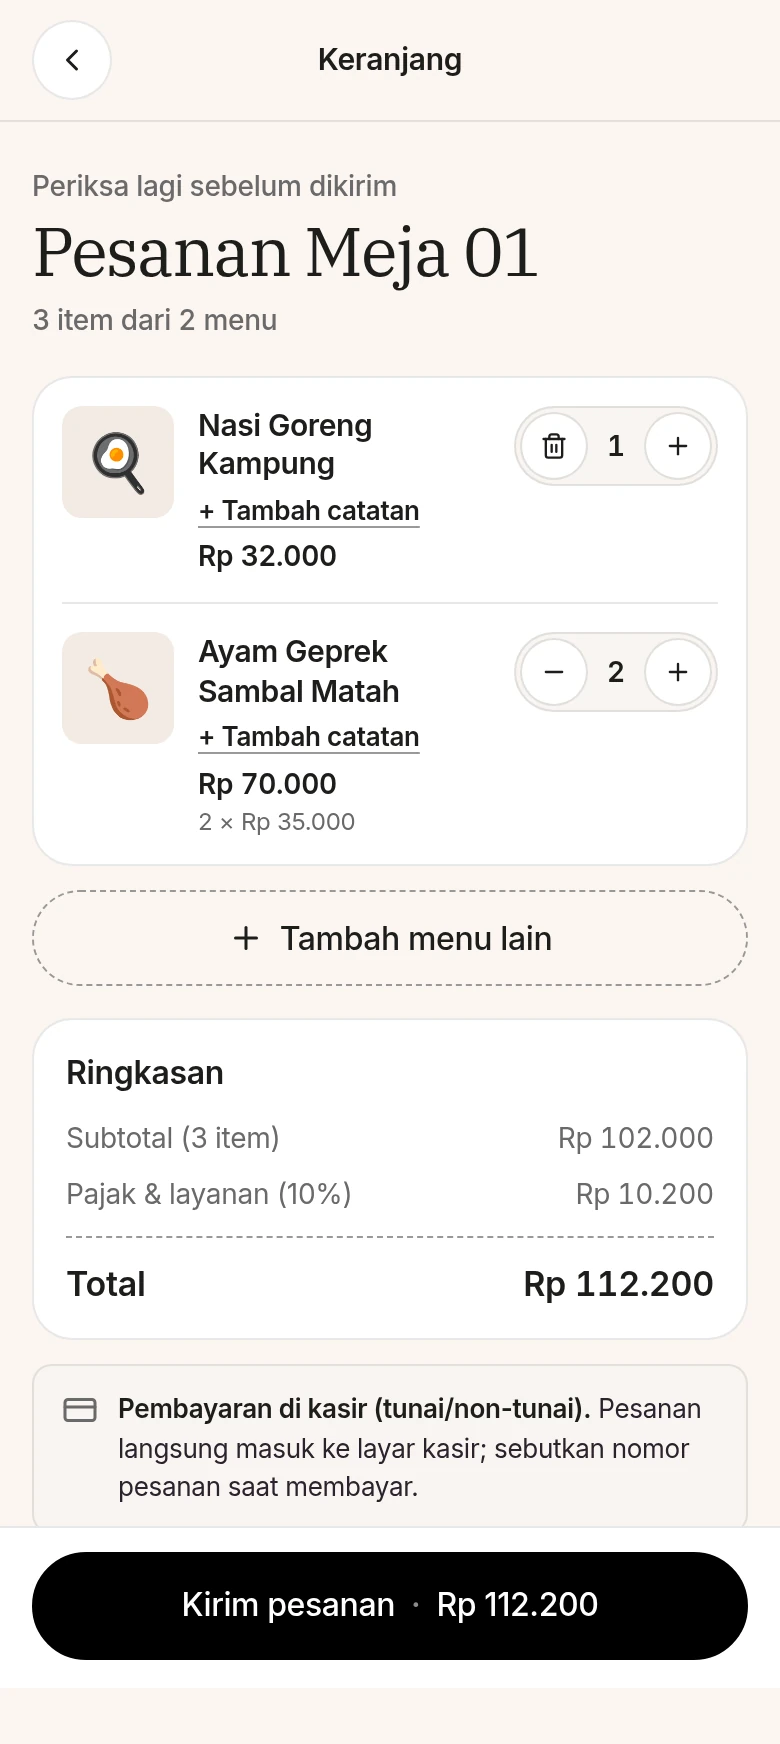 Keranjang
Periksa lagi sebelum dikirim
Pesanan Meja 01
3 item dari 2 menu
Nasi Goreng
Kampung
1
+ Tambah catatan
Rp 32.000
Ayam Geprek
Sambal Matah
2
+ Tambah catatan
Rp 70.000
2 × Rp 35.000
Tambah menu lain
Ringkasan
Subtotal (3 item) Rp 102.000
Pajak & layanan (10%) Rp 10.200
Total Rp 112.200
Pembayaran di kasir (tunai/non-tunai). Pesanan
langsung masuk ke layar kasir; sebutkan nomor
pesanan saat membayar.
Kirim pesanan · Rp 112.200